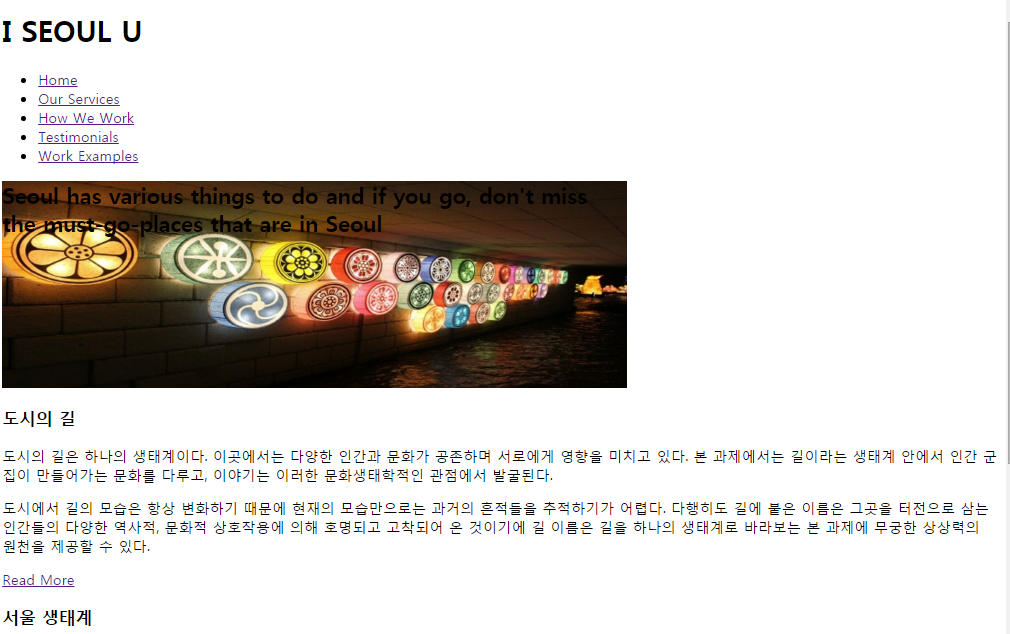 I SEOUL U
Home
Our Services
How We Work
Testimonials
Work Examples
Seoul has various things to do and if you go, don't miss
the must-go-places that are in Seoul
도시의 길
도시의 길은 하나의 생태계이다. 이곳에서는 다양한 인간과 문화가 공존하며 서로에게 영향을 미치고 있다. 본 과제에서는 길이라는 생태계 안에서 인간 군
집이 만들어가는 문화를 다루고, 이야기는 이러한 문화생태학적인 관점에서 발굴된다.
도시에서 길의 모습은 항상 변화하기 때문에 현재의 모습만으로는 과거의 흔적들을 추적하기가 어렵다. 다행히도 길에 붙은 이름은 그곳을 터전으로 삼는
인간들의 다양한 역사적, 문화적 상호작용에 의해 호명되고 고착되어 온 것이기에 길 이름은 길을 하나의 생태계로 바라보는 본 과제에 무궁한 상상력의
원천을 제공할 수 있다.
Read More
서울 생태계